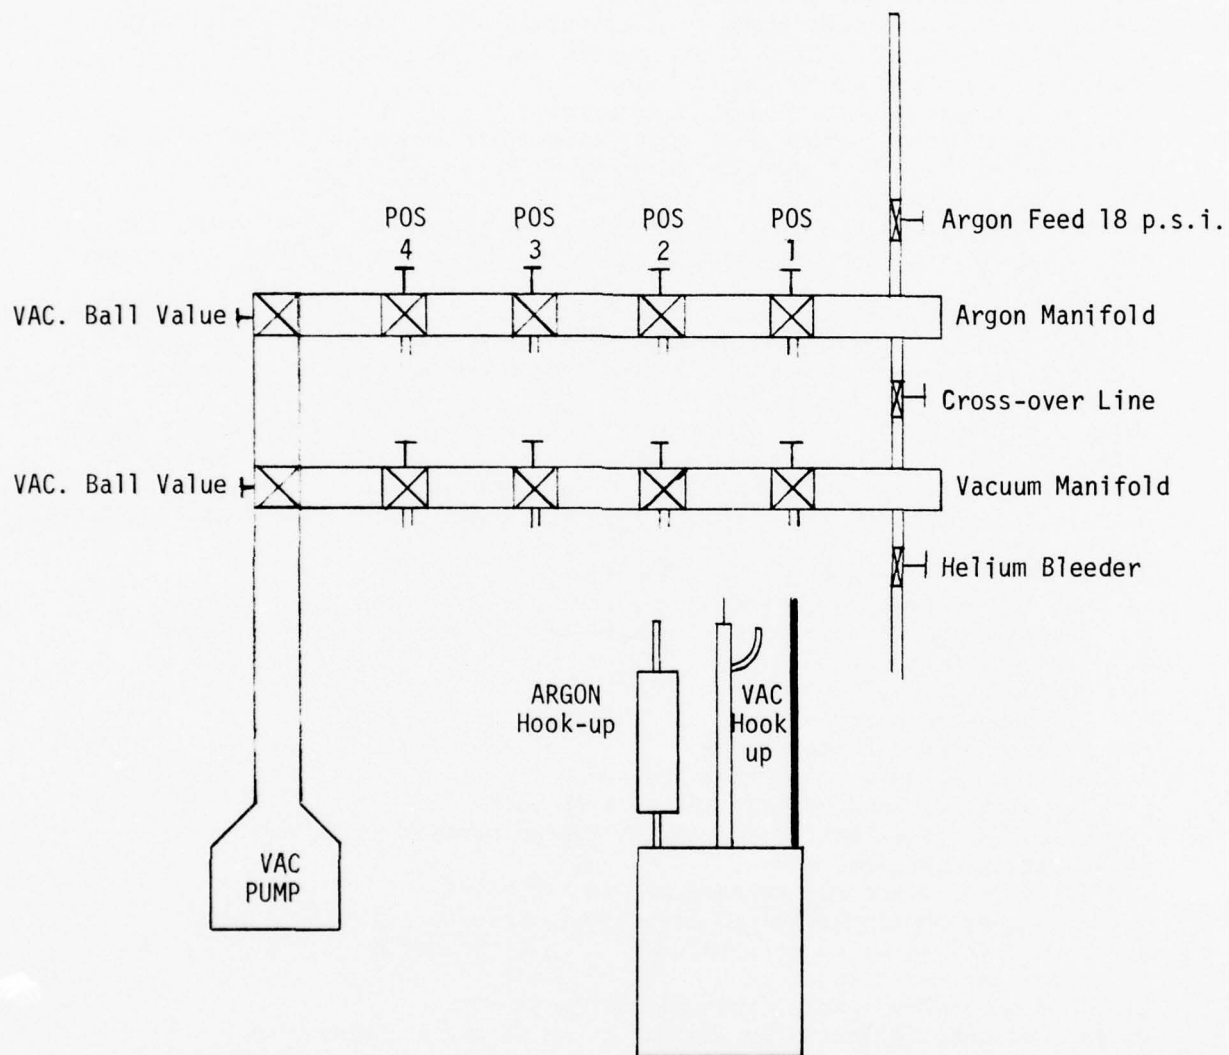 Argon Feed 18 p.s.i.
POS
4
POS
3
POS
2
POS
1
VAC. Ball Value
Argon Manifold
Cross-over Line
VAC. Ball Value
Vacuum Manifold
Helium Bleeder
ARGON
Hook-up
VAC
Hook
up
VAC
PUMP